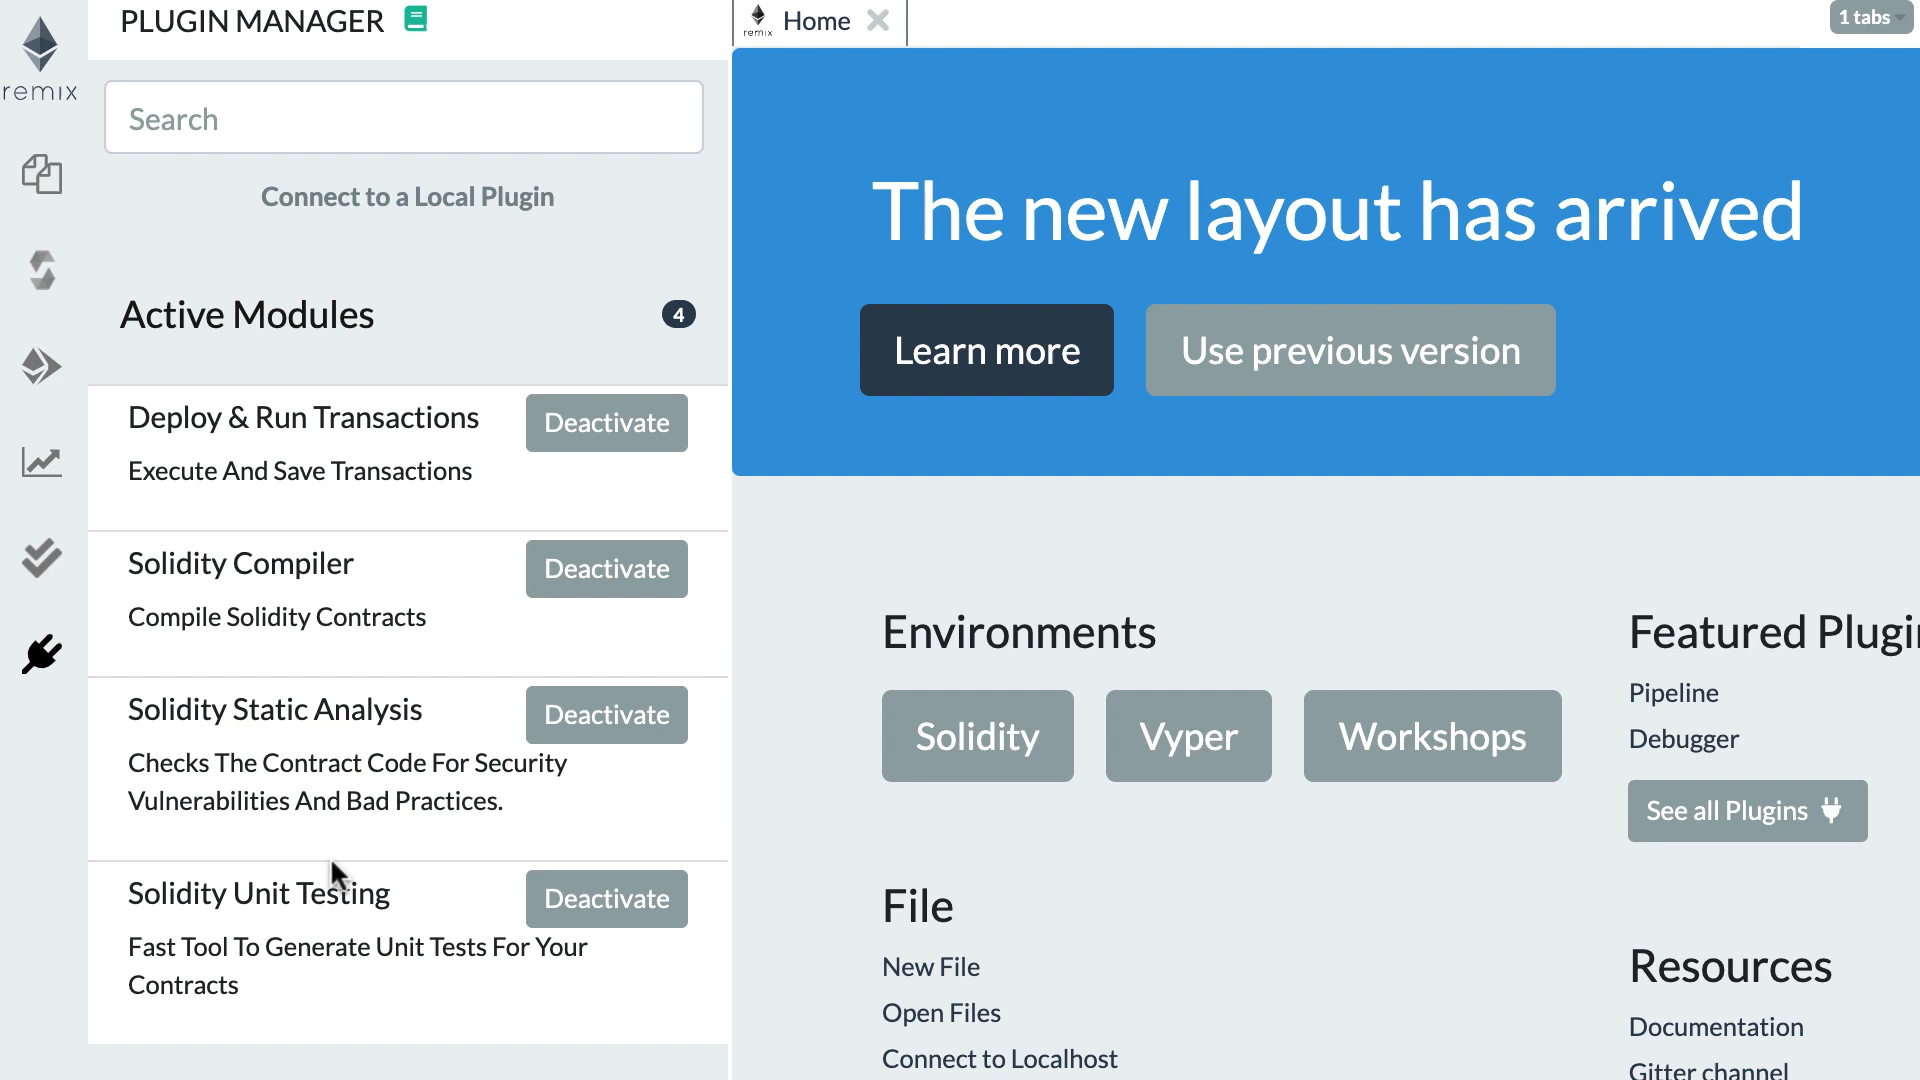 remix
PLUGIN MANAGER
Search
Connect to a Local Plugin
Active Modules
4
Deploy & Run Transactions
Deactivate
Execute And Save Transactions
Solidity Compiler
Deactivate
Compile Solidity Contracts
Solidity Static Analysis
Deactivate
Checks The Contract Code For Security
Vulnerabilities And Bad Practices.
Solidity Unit Testing
Deactivate
Fast Tool To Generate Unit Tests For Your
Contracts
remix
Home
1 tabs
The new layout has arrived
Learn more
Use previous version
Environments
Solidity
Vyper
Workshops
File
New File
Open Files
Connect to Localhost
Featured Plugin
Pipeline
Debugger
See all Plugins
Resources
Documentation
Gitter channel